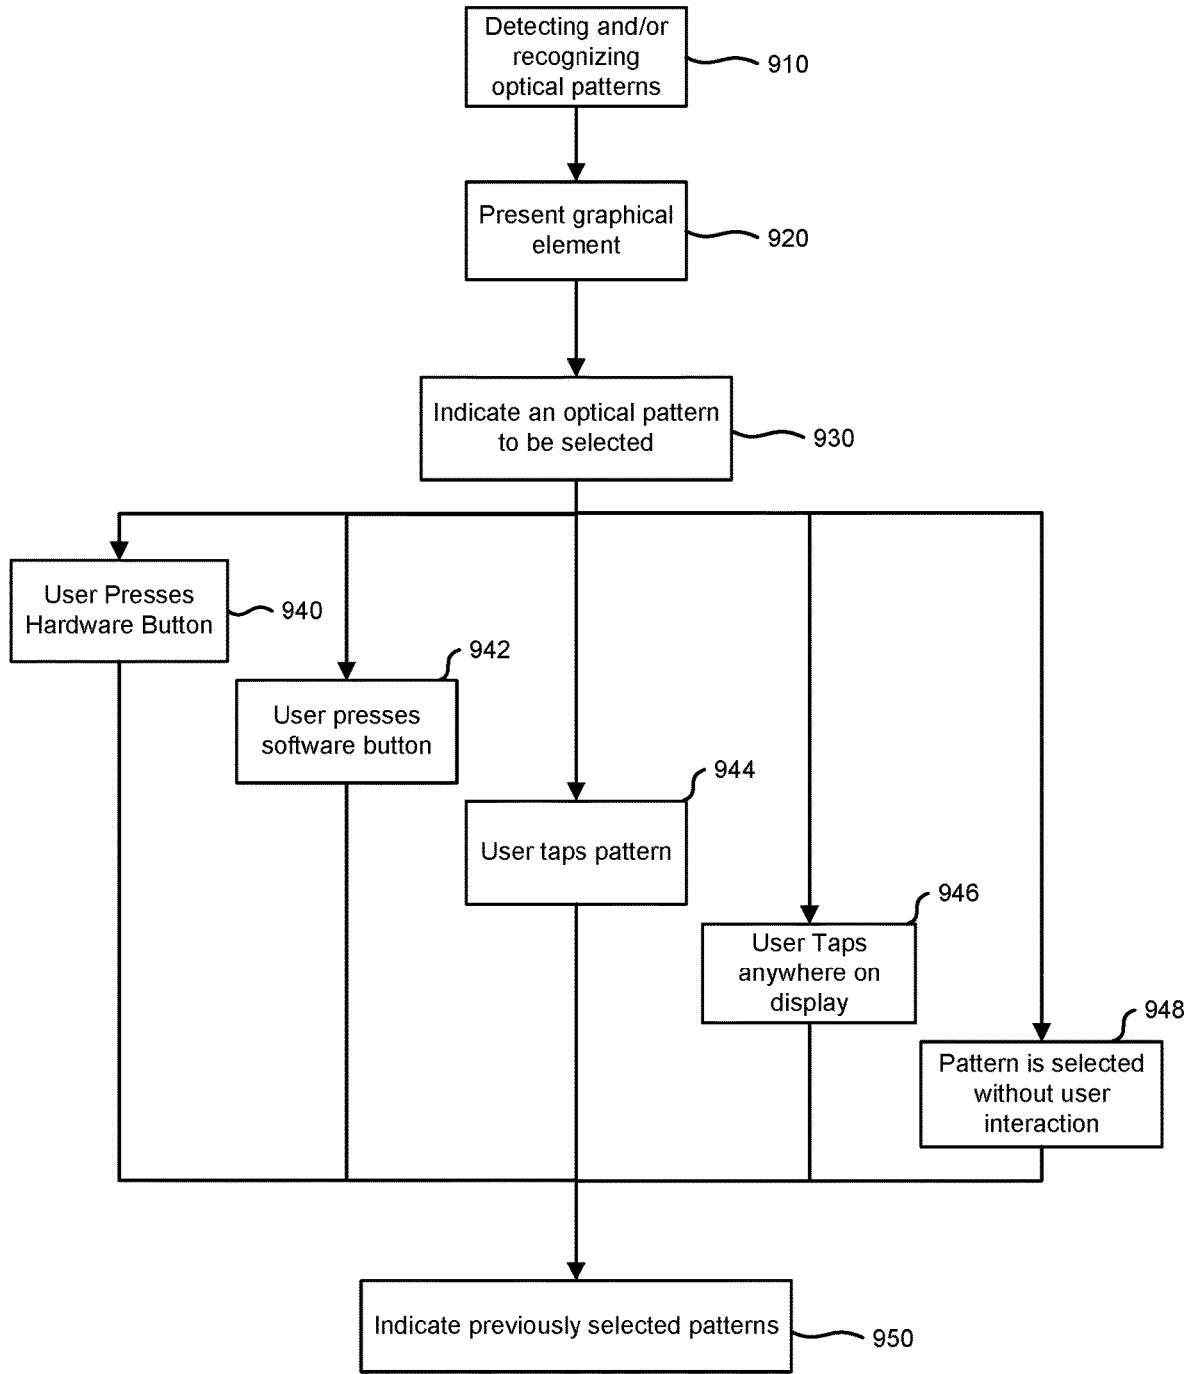 Detecting and/or
recognizing
optical patterns
910
Present graphical
element
920
Indicate an optical pattern
to be selected
930
User Presses
Hardware Button
940
User presses
software button
942
User taps pattern
944
User Taps
anywhere on
display
946
Pattern is selected
without user
interaction
948
Indicate previously selected patterns
950